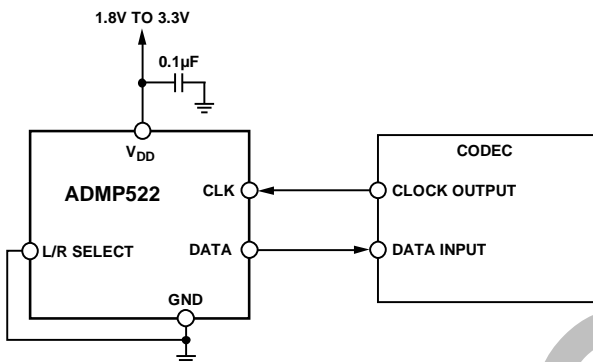 1.8V TO 3.3V
0.1µF
VDD
CODEC
ADMP522
CLK
CLOCK OUTPUT
L/R SELECT
DATA
DATA INPUT
GND